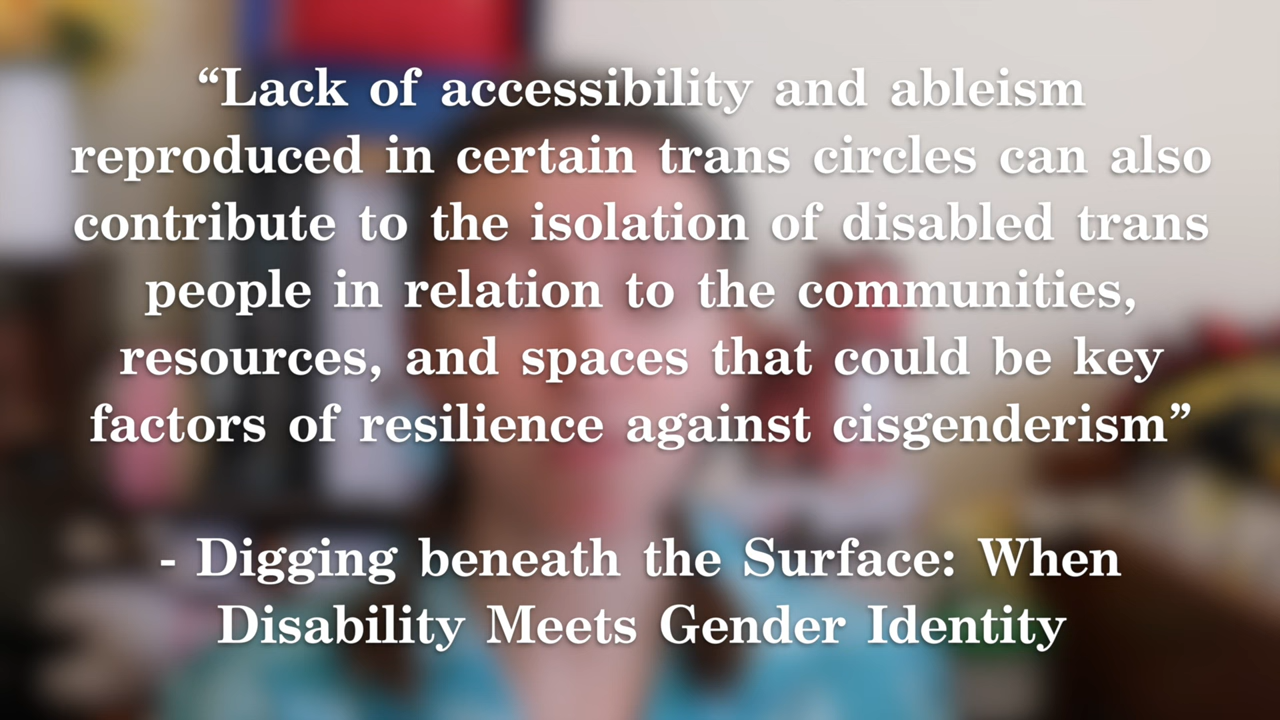 “Lack of accessibility and ableism
reproduced in certain trans circles can also
contribute to the isolation of disabled trans
people in relation to the communities,
resources, and spaces that could be key
factors of resilience against cisgenderism”
- Digging beneath the Surface: When
Disability Meets Gender Identity